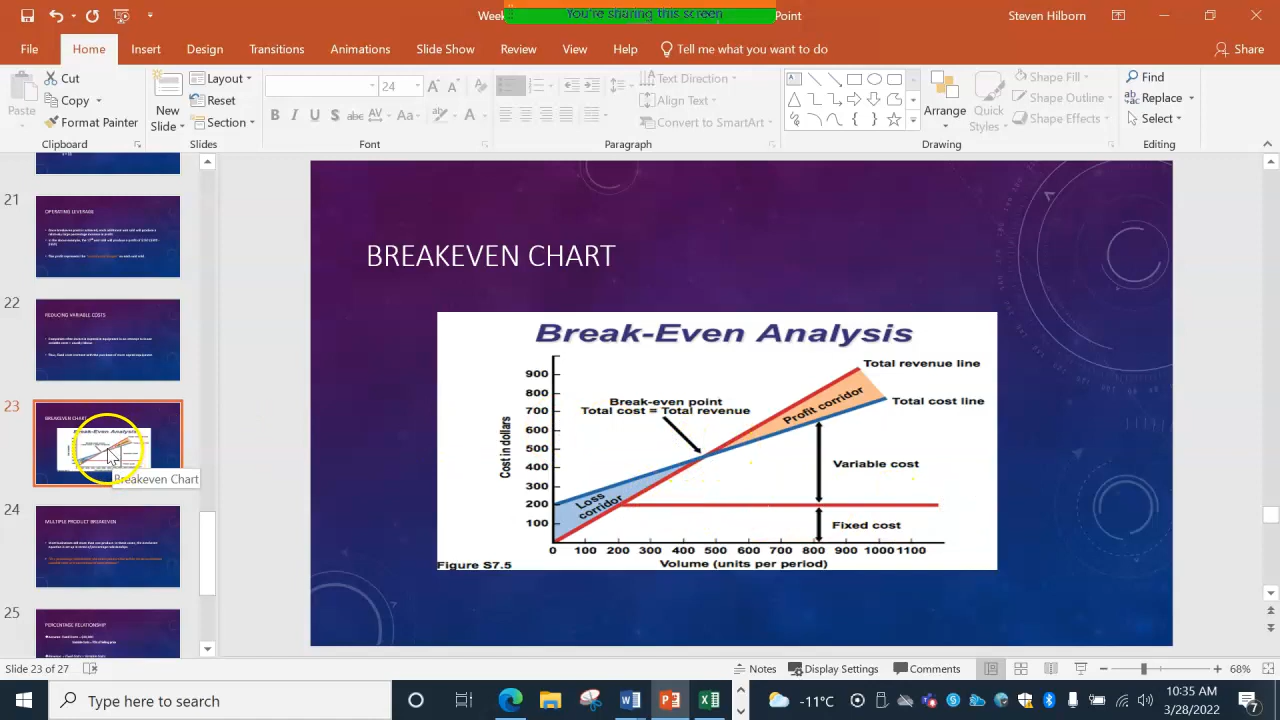 Week
You're sharing this screen
Point
Steven Hilborn
File
Home
Insert
Design
Transitions
Animations
Slide Show
Review
View
Help
Tell me what you want to do
Share
Paste
Cut
Copy
Format Painter
Clipboard
New
Slide
Layout
Reset
Section
Slides
24
Font
Text Direction
Align Text
Convert to SmartArt
Paragraph
Arrange
Quick
Styles
Shape Fill
Shape Outline
Shape Effects
Drawing
Find
Replace
Select
Editing
21
OPERATING LEVERAGE
22
REDUCING VARIABLE COSTS
23
BREAKEVEN CHART
Breakeven Chart
24
MULTIPLE PRODUCT BREAKEVEN
25
PERCENTAGE RELATIONSHIP
BREAKEVEN CHART
Break-Even Analysis
Total revenue line
Total cost line
Break-even point
Total cost = Total revenue
Profit corridor
Loss
corridor
Variable cost
Fixed cost
Cost in dollars
900
800
700
600
500
400
300
200
100
0 100 200 300 400 500 600 700 800 900 1000 1100
Figure S7.5
Volume (units per period)
Slide 23 of 27
Notes
Display Settings
Comments
68%
Type here to search
-11°C
10:35 AM
3/28/2022